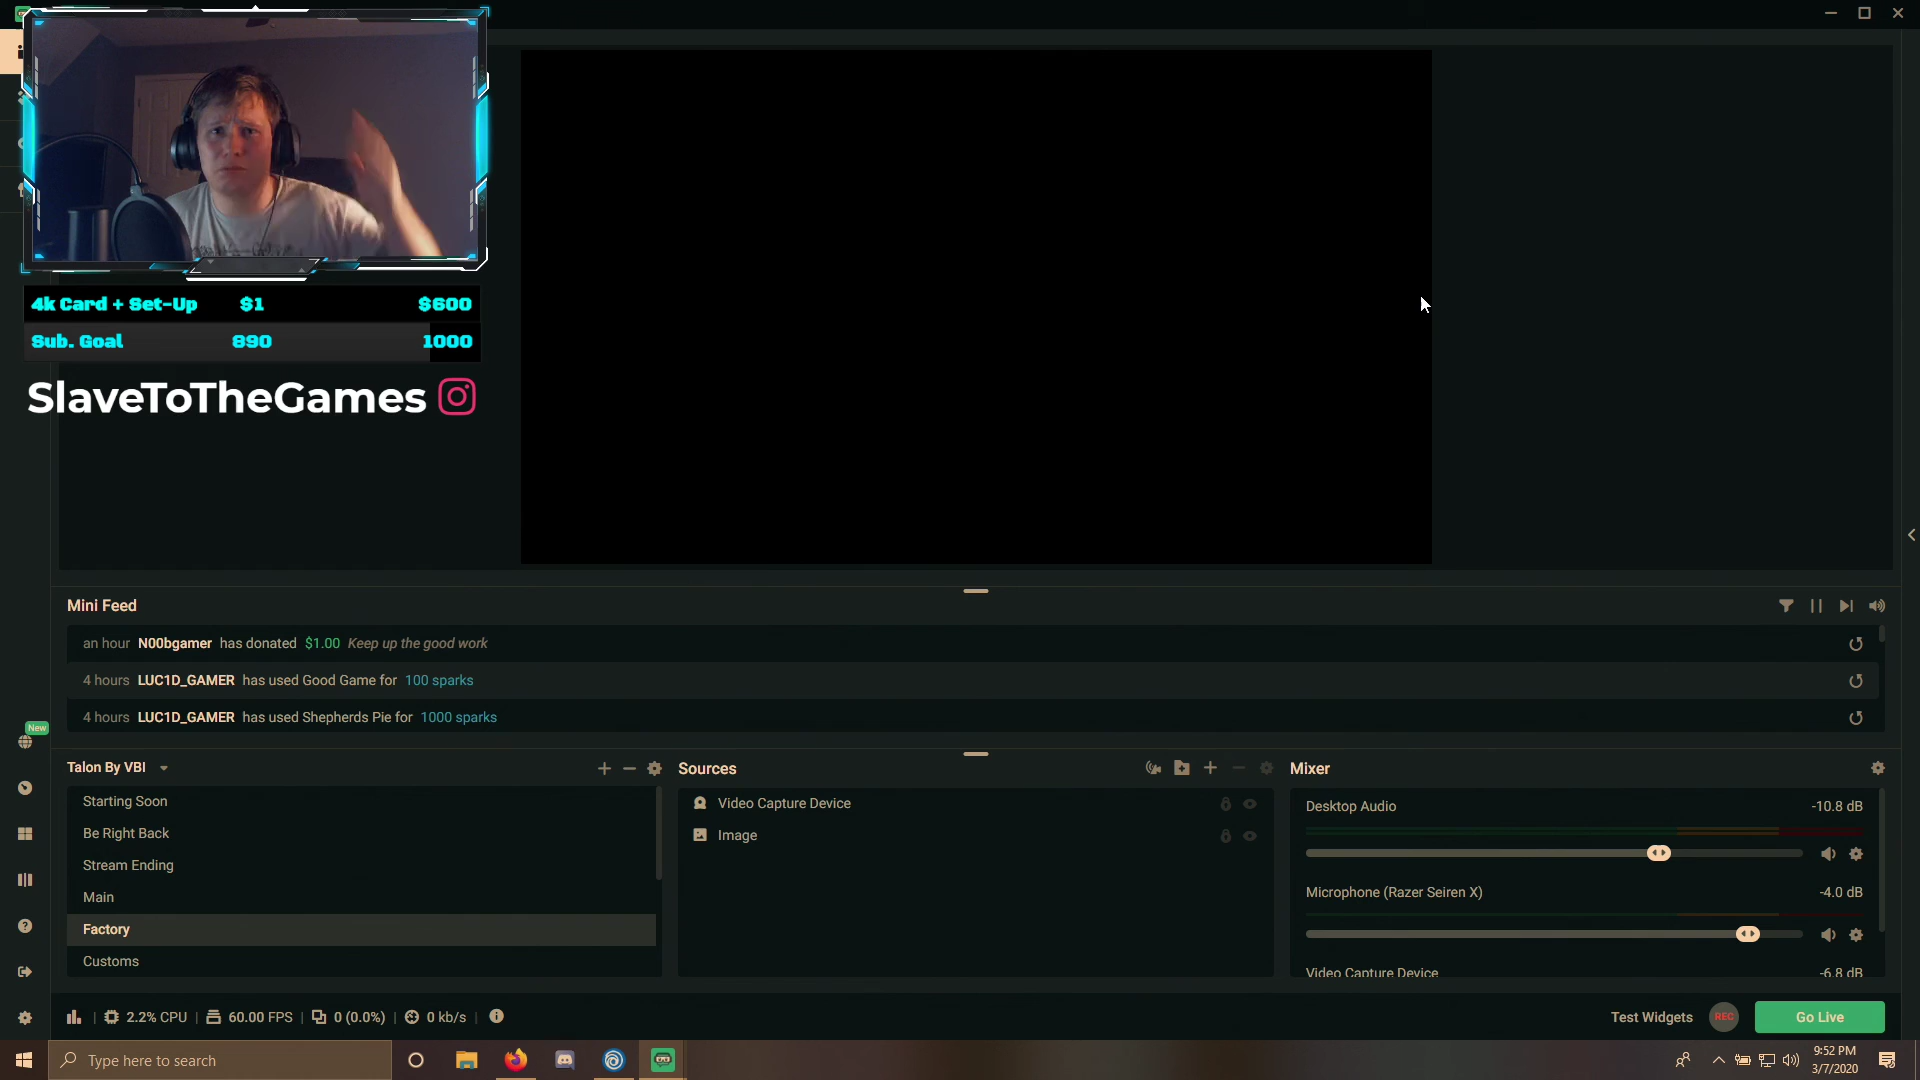 4k Card + Set-Up $1 $600
Sub. Goal 890 1000
SlaveToTheGames
Mini Feed
an hour N00bgamer has donated $1.00 Keep up the good work
4 hours LUC1D_GAMER has used Good Game for 100 sparks
4 hours LUC1D_GAMER has used Shepherds Pie for 1000 sparks
New
Talon By VBI
Starting Soon
Be Right Back
Stream Ending
Main
Factory
Customs
Sources
Video Capture Device
Image
Mixer
Desktop Audio -10.8 dB
Microphone (Razer Seiren X) -4.0 dB
Video Capture Device -6.8 dB
2.2% CPU | 60.00 FPS | 0 (0.0%) | 0 kb/s |
Test Widgets REC Go Live
Type here to search
9:52 PM
3/7/2020